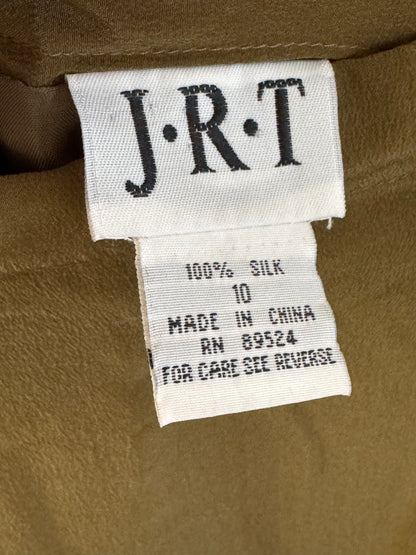 J·R·T
100% SILK
10
MADE IN CHINA
RN 89524
FOR CARE SEE REVERSE